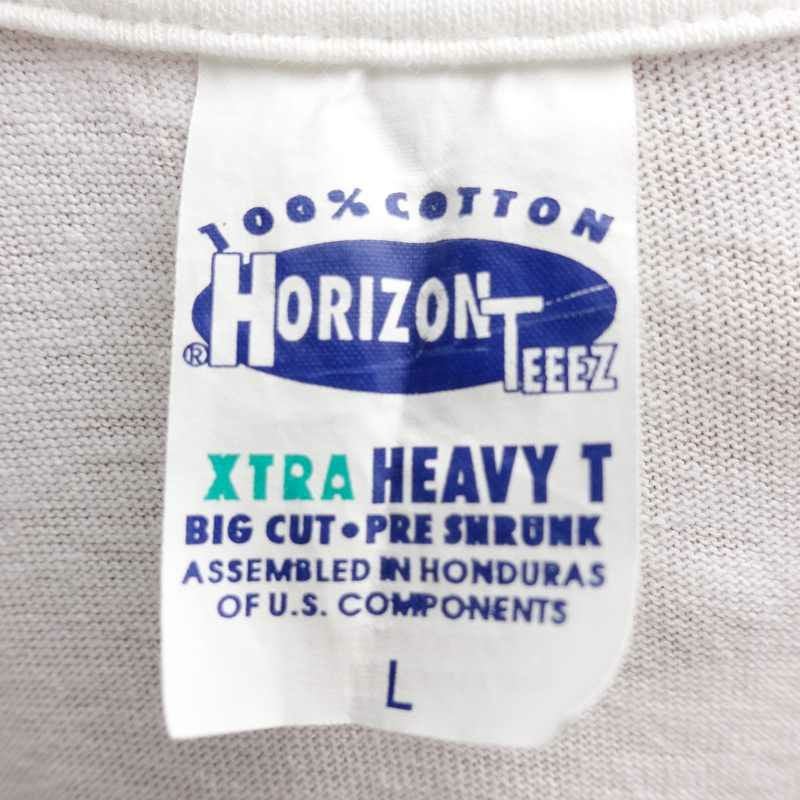 100% COTTON
HORIZON
® TEEEZ
XTRA HEAVY T
BIG CUT • PRE SHRUNK
ASSEMBLED IN HONDURAS
OF U.S. COMPONENTS
L